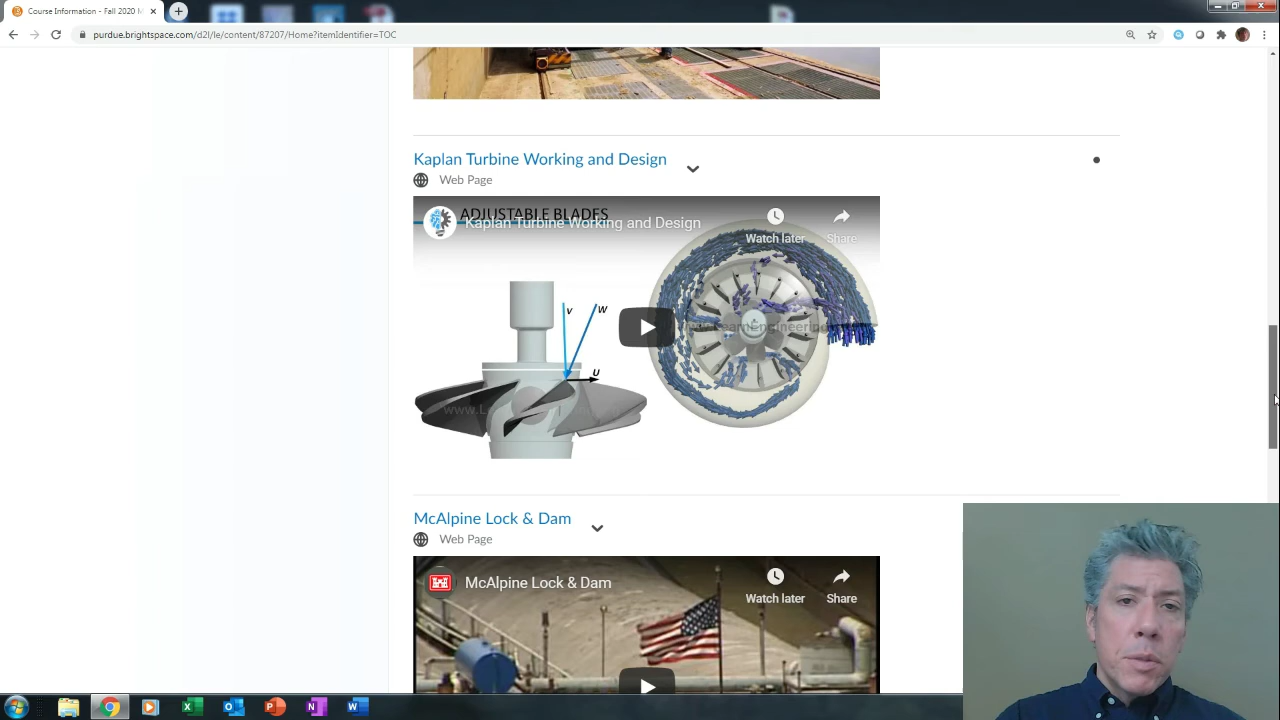 Course Information - Fall 2020 M
purdue.brightspace.com/d2l/le/content/87207/Home?itemIdentifier=TOC
Kaplan Turbine Working and Design
Web Page
ADJUSTABLE BLADES
Kaplan Turbine Working and Design
Watch later
Share
V
W
U
McAlpine Lock & Dam
Web Page
McAlpine Lock & Dam
Watch later
Share